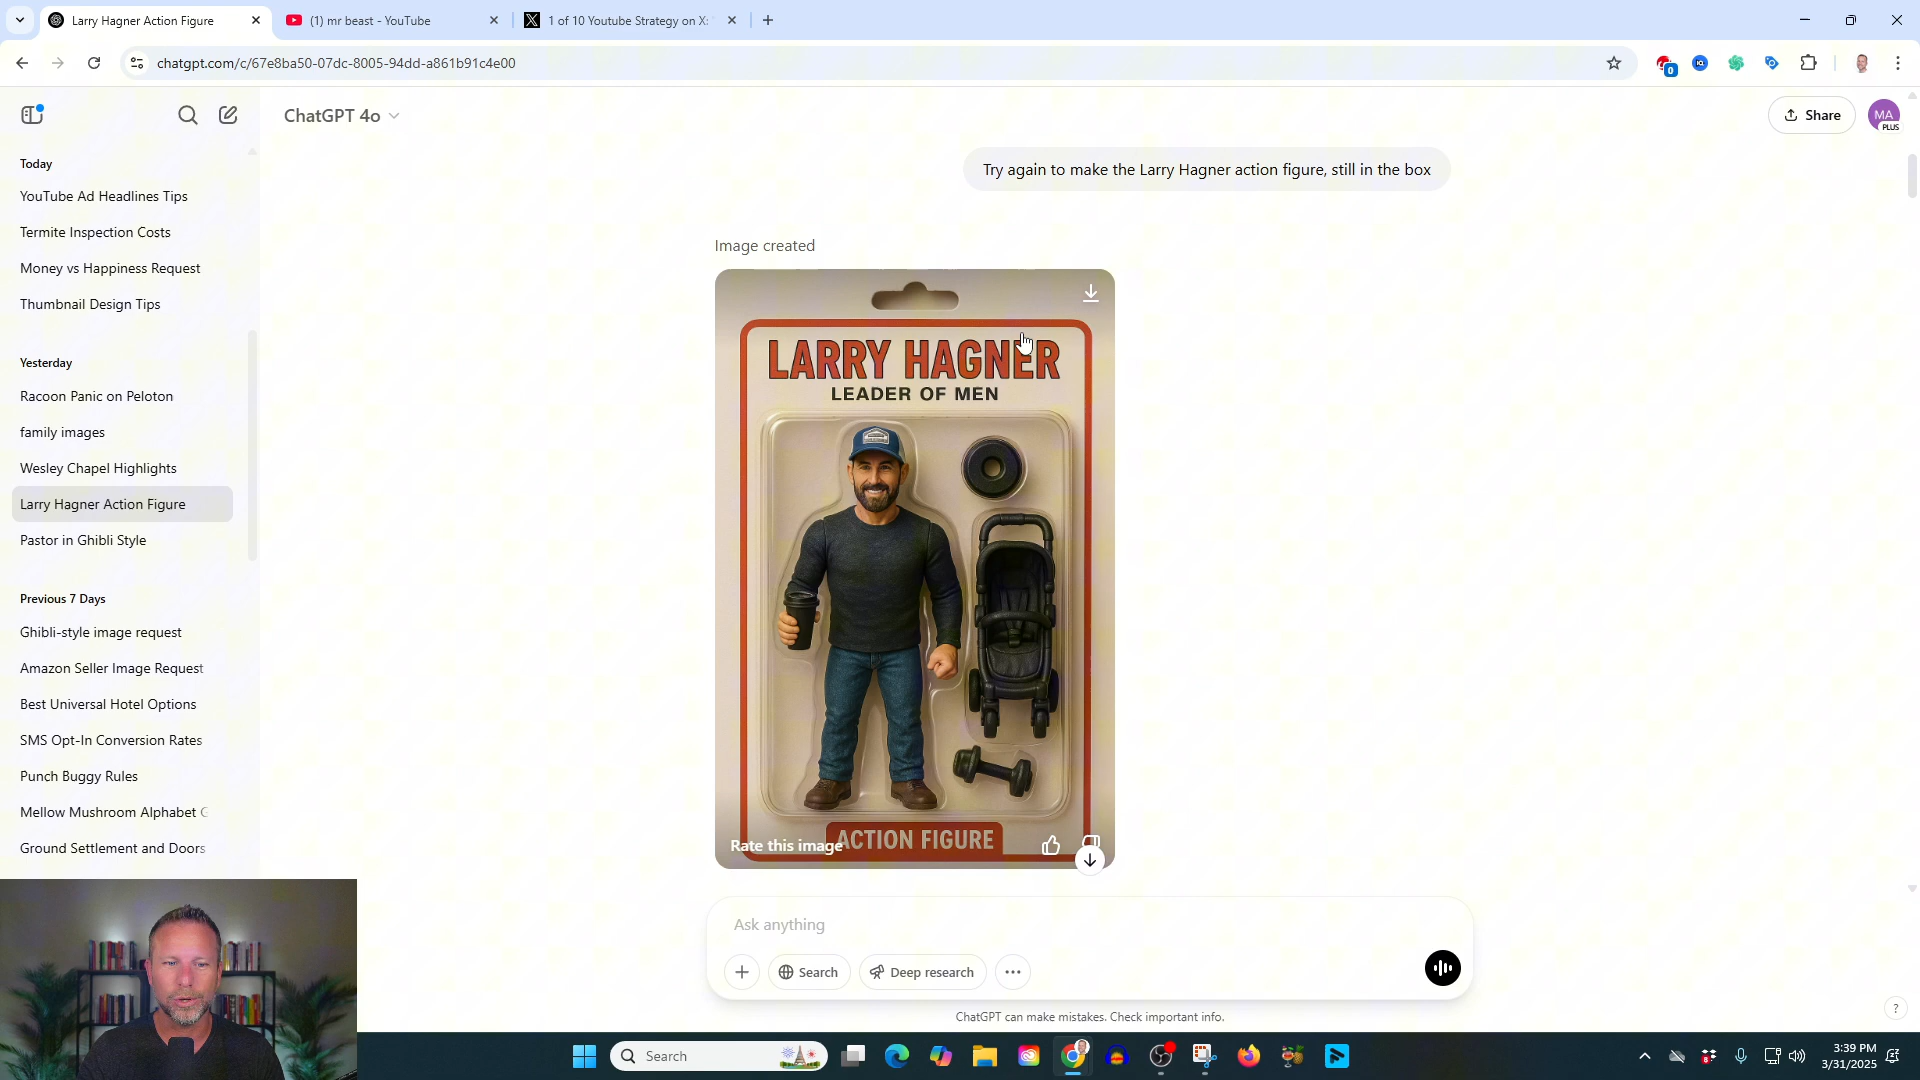 Larry Hagner Action Figure
(1) mr beast - YouTube
1 of 10 Youtube Strategy on X:
chatgpt.com/c/67e8ba50-07dc-8005-94dd-a861b91c4e00
0
ChatGPT 4o
Share
MA
PLUS
Today
YouTube Ad Headlines Tips
Termite Inspection Costs
Money vs Happiness Request
Thumbnail Design Tips
Yesterday
Racoon Panic on Peloton
family images
Wesley Chapel Highlights
Larry Hagner Action Figure
Pastor in Ghibli Style
Previous 7 Days
Ghibli-style image request
Amazon Seller Image Request
Best Universal Hotel Options
SMS Opt-In Conversion Rates
Punch Buggy Rules
Mellow Mushroom Alphabet G
Ground Settlement and Doors
Try again to make the Larry Hagner action figure, still in the box
Image created
LARRY HAGNER
LEADER OF MEN
ACTION FIGURE
Rate this image
Ask anything
Search
Deep research
ChatGPT can make mistakes. Check important info.
?
Search
3:39 PM
3/31/2025